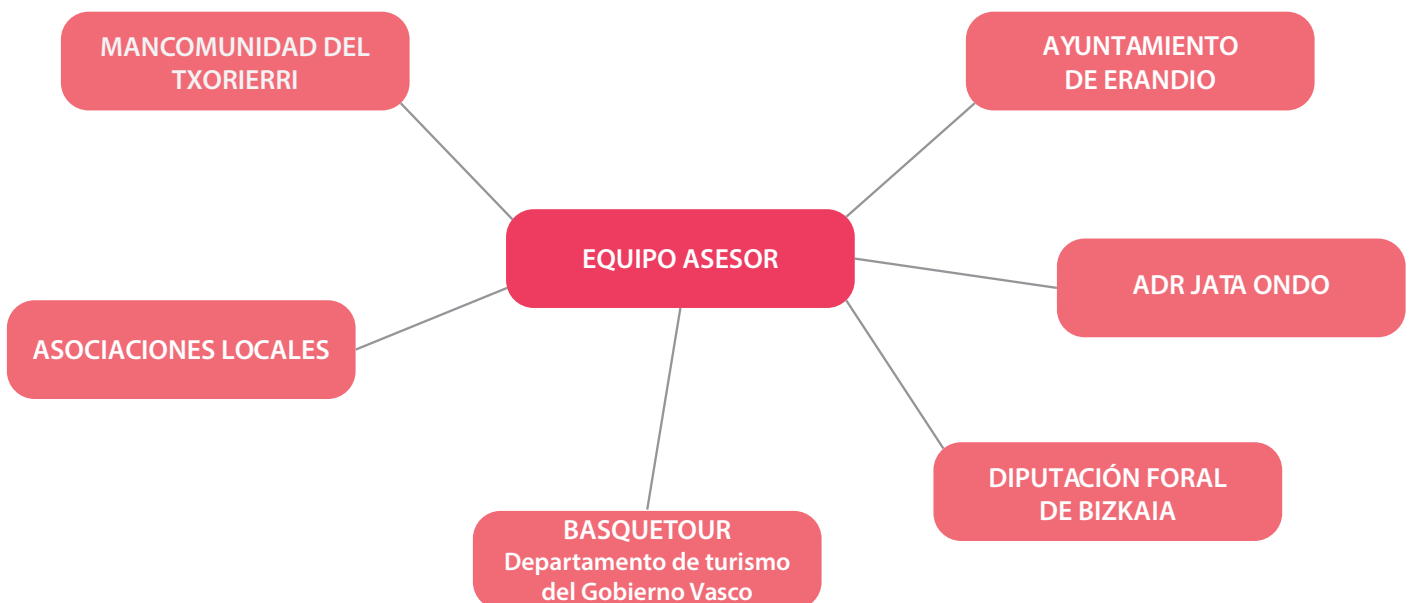 MANCOMUNIDAD DEL
TXORIERRI
AYUNTAMIENTO
DE ERANDIO
EQUIPO ASESOR
ADR JATA ONDO
ASOCIACIONES LOCALES
DIPUTACIÓN FORAL
DE BIZKAIA
BASQUETOUR
Departamento de turismo
del Gobierno Vasco